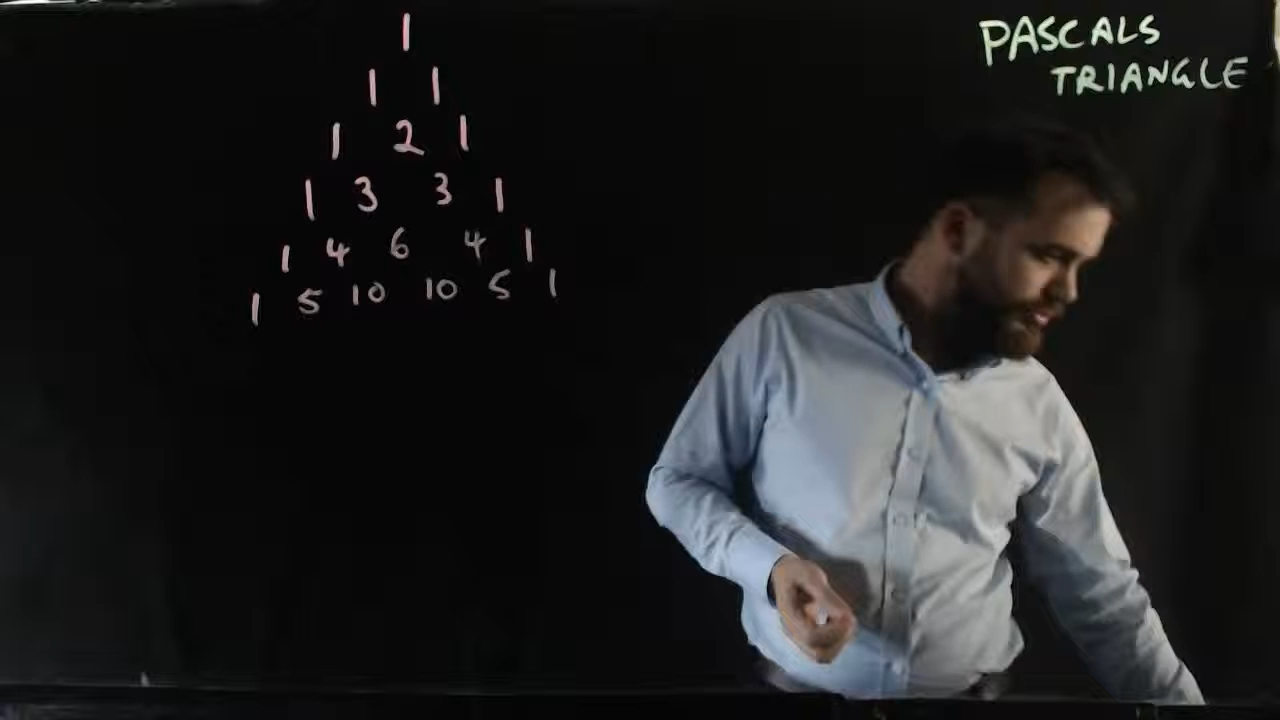 1
1 1
1 2 1
1 3 3 1
1 4 6 4 1
1 5 10 10 5 1
PASCALS
TRIANGLE